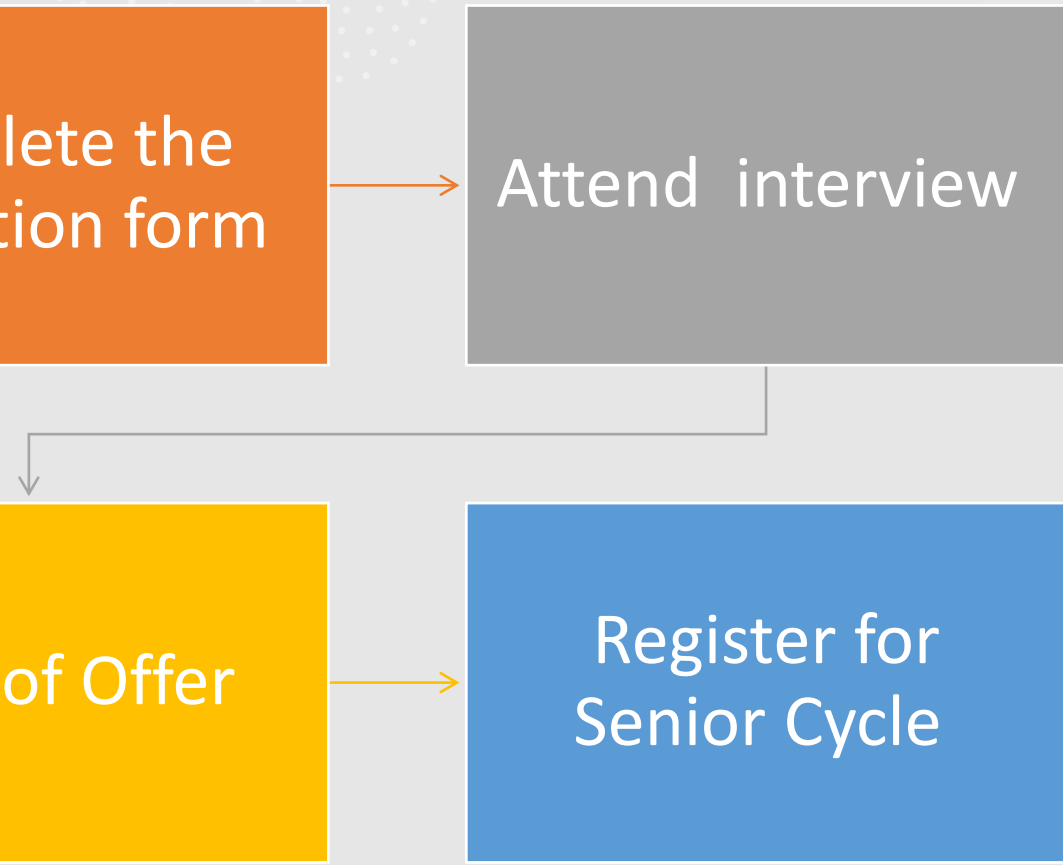 lete the
tion form
Attend interview
of Offer
Register for
Senior Cycle